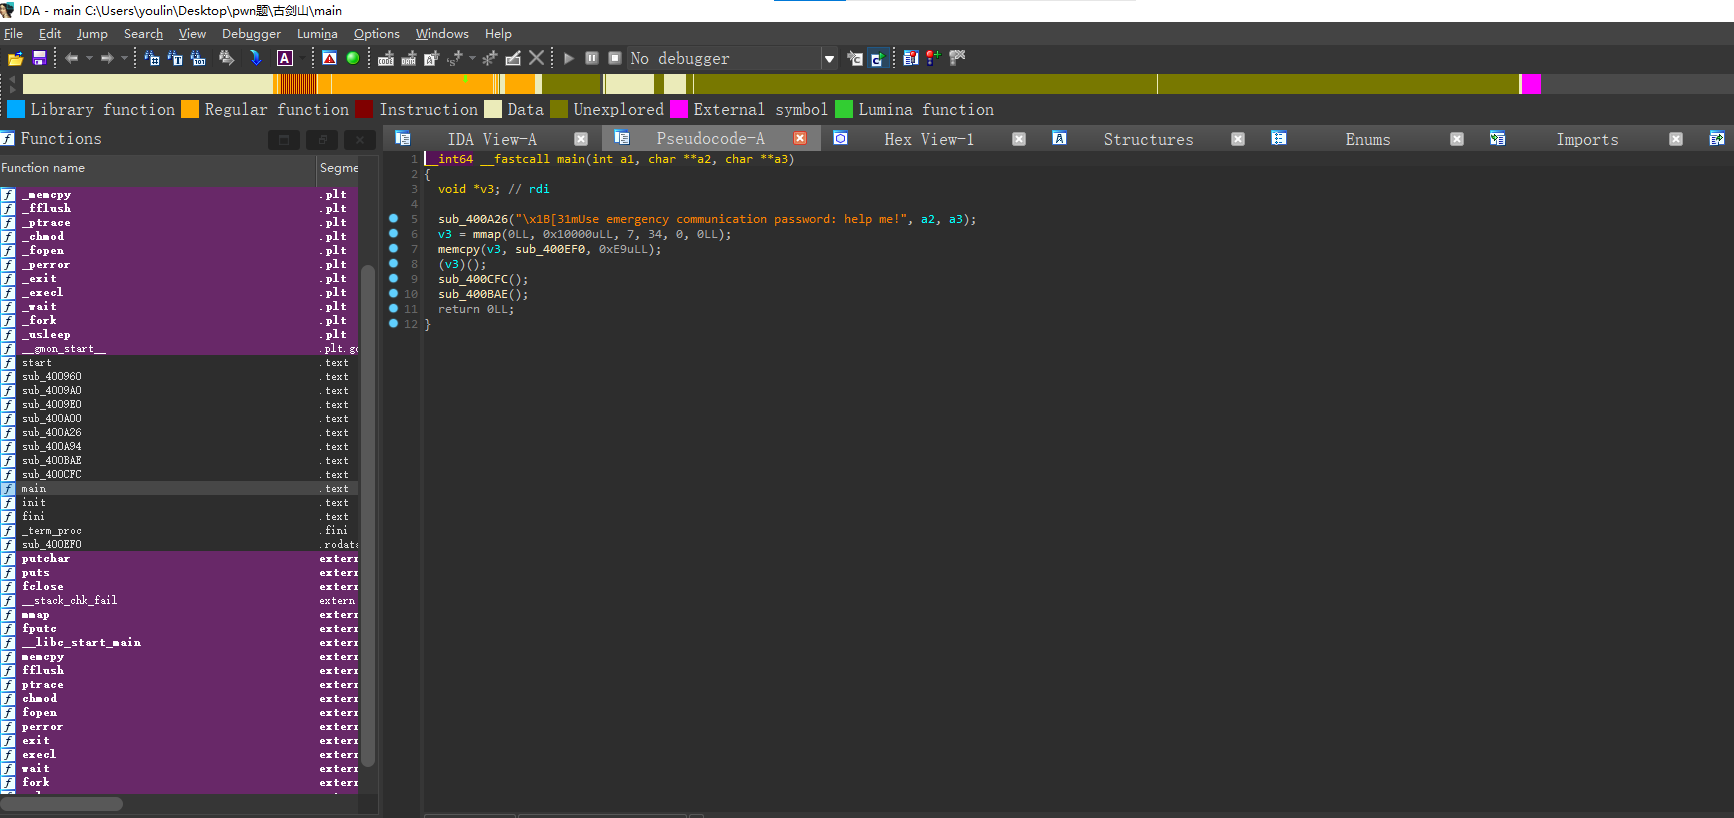 IDA - main C:\Users\youlin\Desktop\pwn题\古剑山\main
File Edit Jump Search View Debugger Lumina Options Windows Help
No debugger
Library function Regular function Instruction Data Unexplored External symbol Lumina function
Functions
IDA View-A Pseudocode-A Hex View-1 Structures Enums Imports
Function name Segme
_memcpy .plt
_fflush .plt
_ptrace .plt
_chmod .plt
_fopen .plt
_perror .plt
_exit .plt
_execl .plt
_wait .plt
_fork .plt
_usleep .plt
__gmon_start__ .plt.go
start .text
sub_400960 .text
sub_4009A0 .text
sub_4009E0 .text
sub_400A00 .text
sub_400A26 .text
sub_400A94 .text
sub_400BAE .text
sub_400CFC .text
main .text
init .text
fini .text
_term_proc .fini
sub_400EF0 .rodata
putchar extern
puts extern
fclose extern
__stack_chk_fail extern
mmap extern
fputc extern
__libc_start_main extern
memcpy extern
fflush extern
ptrace extern
chmod extern
fopen extern
perror extern
exit extern
execl extern
wait extern
fork extern
1 __int64 __fastcall main(int a1, char **a2, char **a3)
2 {
3 void *v3; // rdi
4
5 sub_400A26("\x1B[31mUse emergency communication password: help me!", a2, a3);
6 v3 = mmap(0LL, 0x10000uLL, 7, 34, 0, 0LL);
7 memcpy(v3, sub_400EF0, 0xE9uLL);
8 (v3)();
9 sub_400CFC();
10 sub_400BAE();
11 return 0LL;
12 }